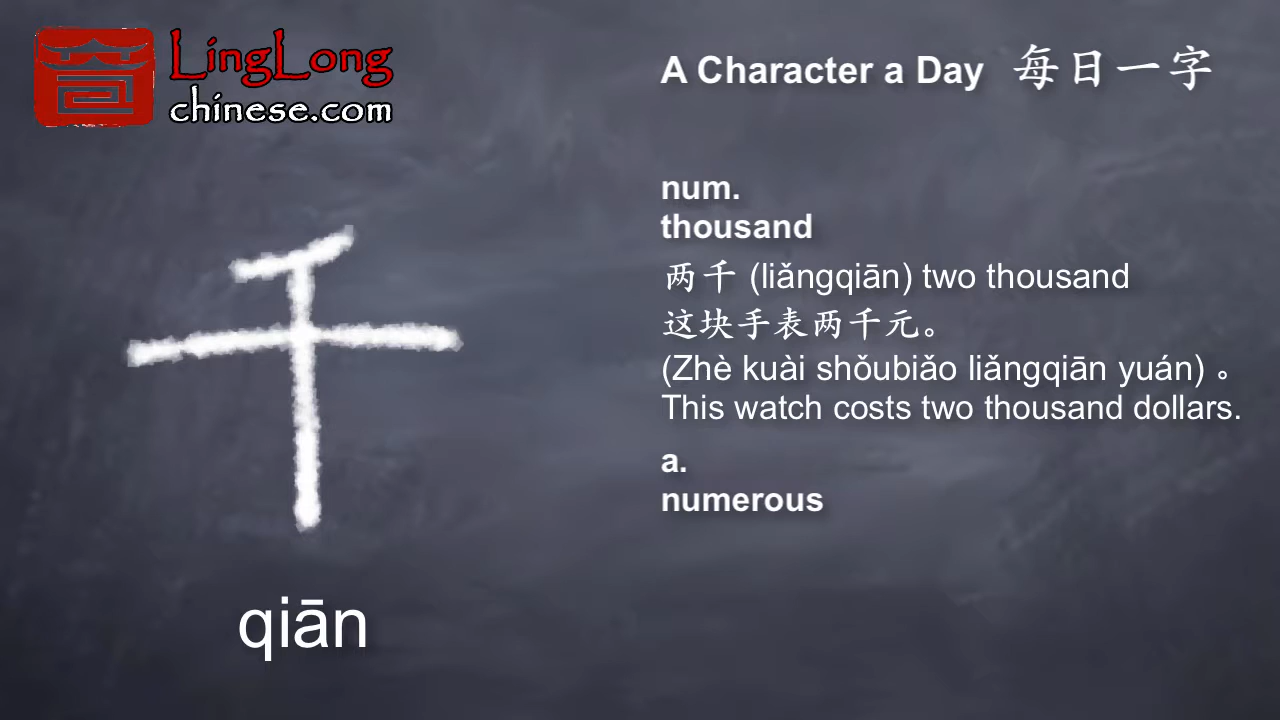 LingLong
chinese.com
A Character a Day 每日一字
千
qiān
num.
thousand
两千 (liǎngqiān) two thousand
这块手表两千元。
(Zhè kuài shǒubiǎo liǎngqiān yuán) 。
This watch costs two thousand dollars.
a.
numerous